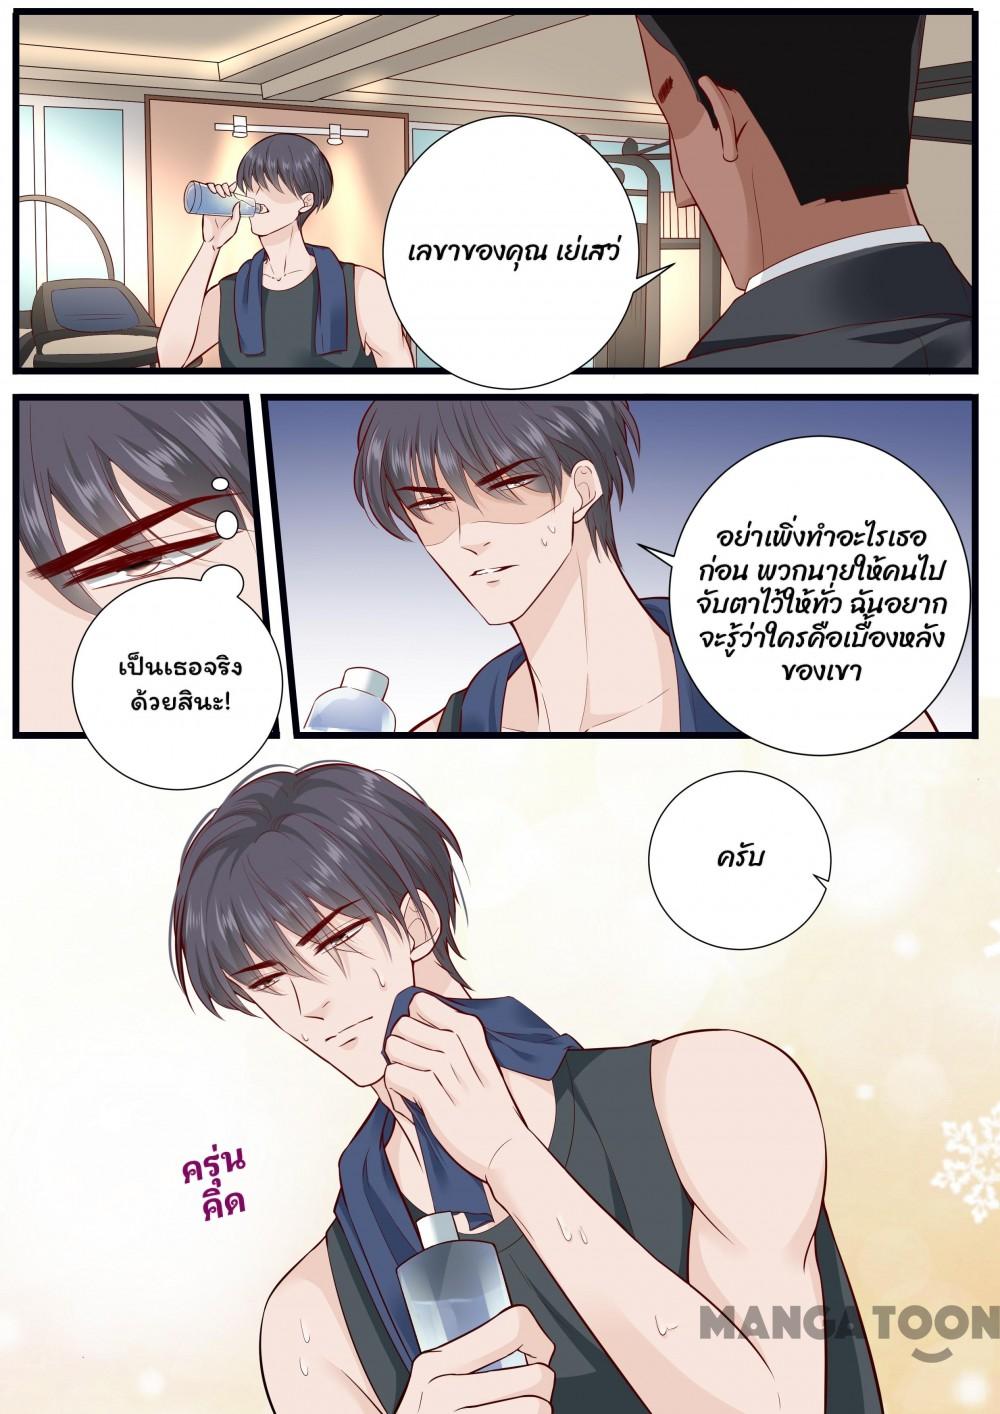 เลขาของคุณ เย่เสว่
เป็นเธอจริง
ด้วยสินะ!
อย่าเพิ่งทำอะไรเธอ
ก่อน พวกนายให้คนไป
จับตาไว้ให้ทั่ว ฉันอยาก
จะรู้ว่าใครคือเบื้องหลัง
ของเขา
ครับ
ครุ่น
คิด
MANGATOON